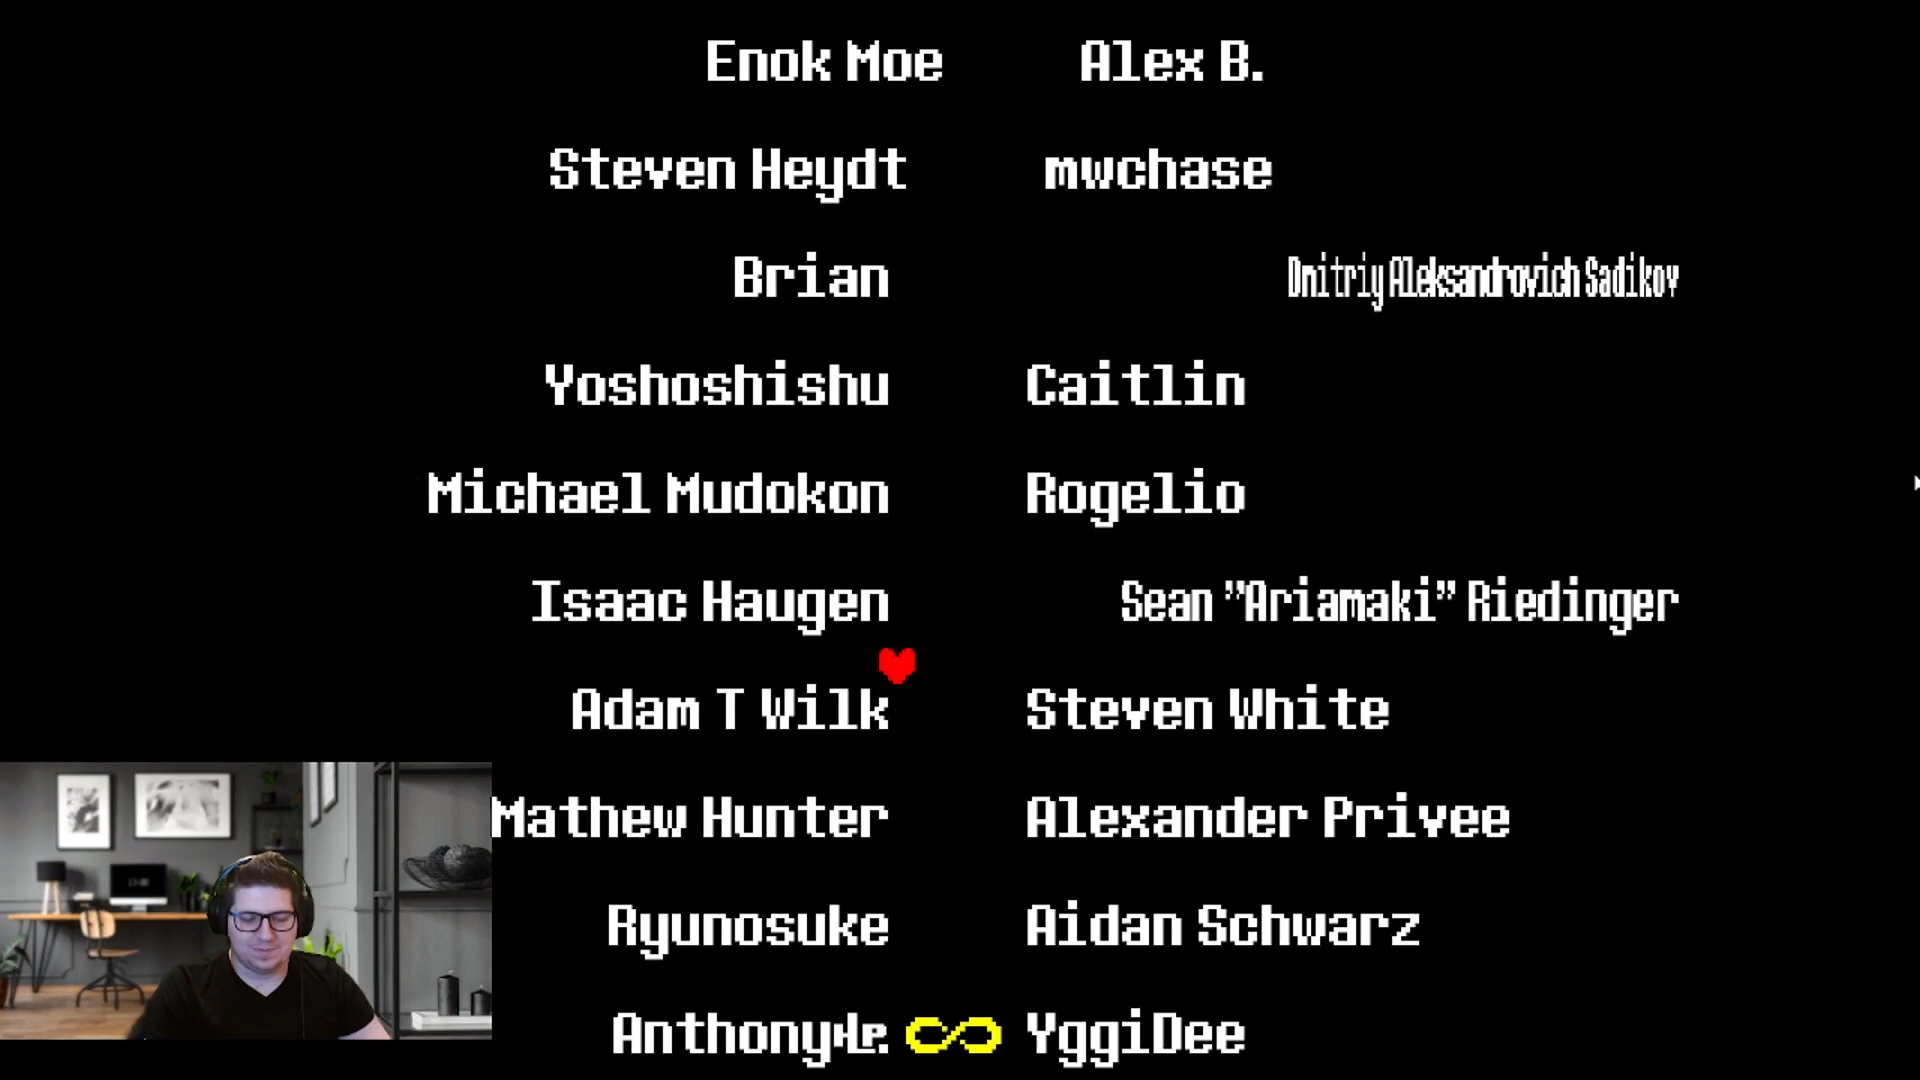 Enok Moe Alex B.
Steven Heydt mwchase
Brian Dmitriy Aleksandrovich Sadikov
Yoshoshishu Caitlin
Michael Mudokon Rogelio
Isaac Haugen Sean "Ariamaki" Riedinger
Adam T Wilk Steven White
Mathew Hunter Alexander Privee
Ryunosuke Aidan Schwarz
Anthony YggiDee